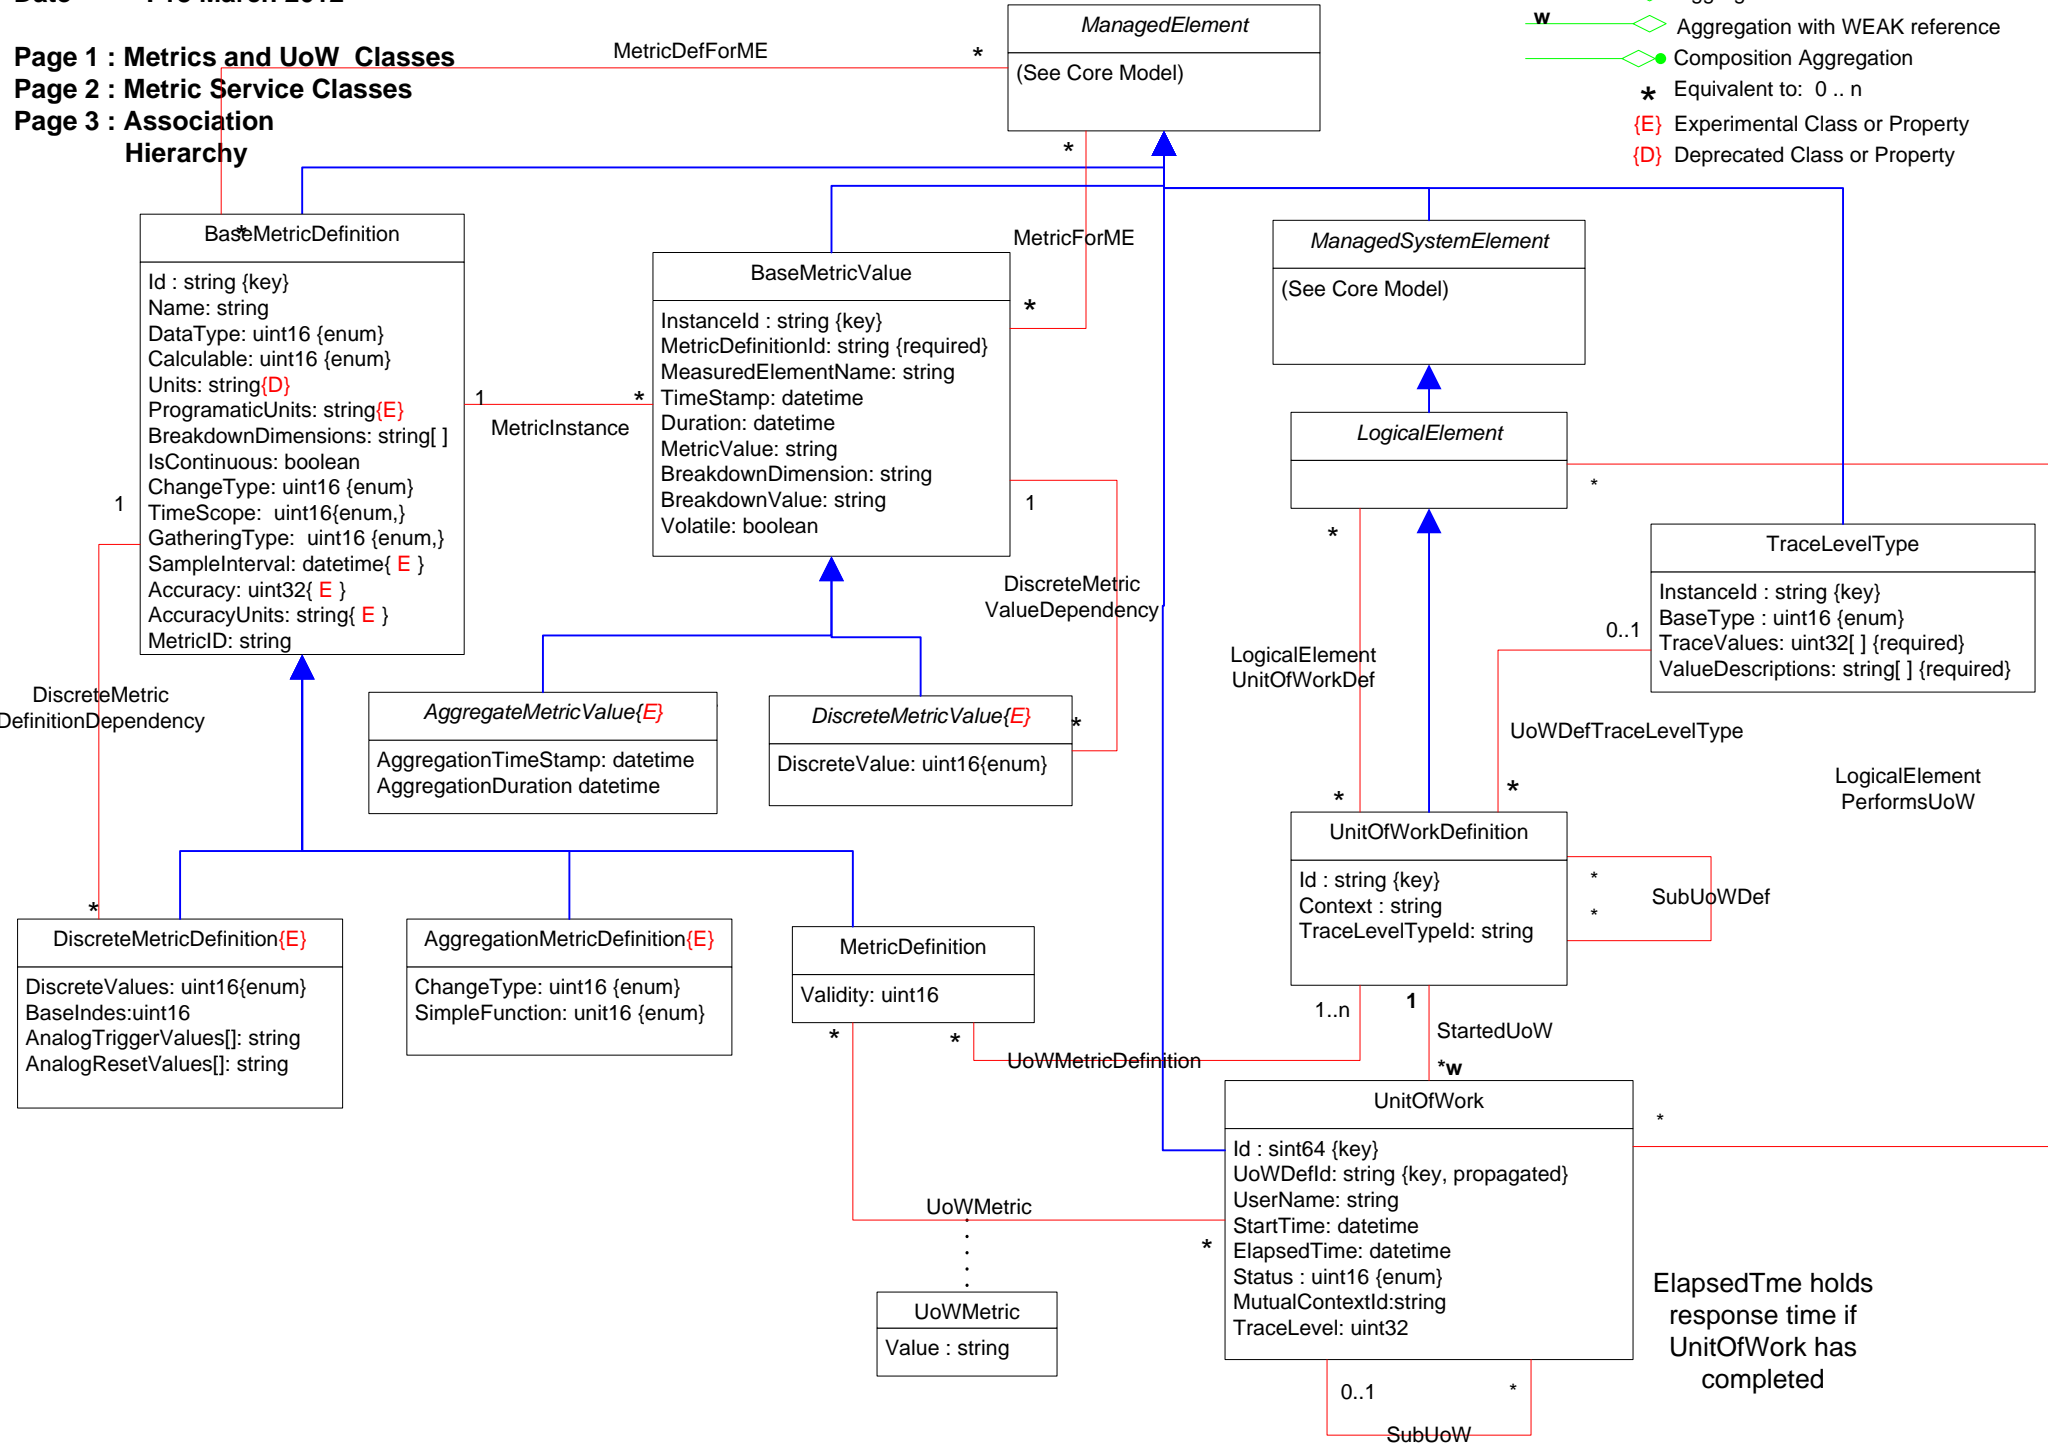 Page 1 : Metrics and UoW Classes
Page 2 : Metric Service Classes
Page 3 : Association
Hierarchy
w
Aggregation with WEAK reference
Composition Aggregation
* Equivalent to: 0 .. n
{E} Experimental Class or Property
{D} Deprecated Class or Property
ManagedElement
(See Core Model)
MetricDefForME
*
*
*
MetricForME
*
BaseMetricDefinition
Id : string {key}
Name: string
DataType: uint16 {enum}
Calculable: uint16 {enum}
Units: string{D}
ProgramaticUnits: string{E}
BreakdownDimensions: string[ ]
IsContinuous: boolean
ChangeType: uint16 {enum}
TimeScope: uint16{enum,}
GatheringType: uint16 {enum,}
SampleInterval: datetime{ E }
Accuracy: uint32{ E }
AccuracyUnits: string{ E }
MetricID: string
1
*
MetricInstance
BaseMetricValue
InstanceId : string {key}
MetricDefinitionId: string {required}
MeasuredElementName: string
TimeStamp: datetime
Duration: datetime
MetricValue: string
BreakdownDimension: string
BreakdownValue: string
Volatile: boolean
1
DiscreteMetric
ValueDependency
*
ManagedSystemElement
(See Core Model)
LogicalElement
*
*
LogicalElement
UnitOfWorkDef
*
TraceLevelType
InstanceId : string {key}
BaseType : uint16 {enum}
TraceValues: uint32[ ] {required}
ValueDescriptions: string[ ] {required}
0..1
UoWDefTraceLevelType
*
LogicalElement
PerformsUoW
1
DiscreteMetric
DefinitionDependency
*
AggregateMetricValue{E}
AggregationTimeStamp: datetime
AggregationDuration datetime
DiscreteMetricValue{E}
DiscreteValue: uint16{enum}
DiscreteMetricDefinition{E}
DiscreteValues: uint16{enum}
BaseIndes:uint16
AnalogTriggerValues[]: string
AnalogResetValues[]: string
AggregationMetricDefinition{E}
ChangeType: uint16 {enum}
SimpleFunction: unit16 {enum}
MetricDefinition
Validity: uint16
*
*
UoWMetricDefinition
1..n
UnitOfWorkDefinition
Id : string {key}
Context : string
TraceLevelTypeId: string
*
*
SubUoWDef
1
StartedUoW
*w
UnitOfWork
Id : sint64 {key}
UoWDefId: string {key, propagated}
UserName: string
StartTime: datetime
ElapsedTime: datetime
Status : uint16 {enum}
MutualContextId:string
TraceLevel: uint32
*
UoWMetric
*
UoWMetric
Value : string
0..1
*
SubUoW
ElapsedTme holds
response time if
UnitOfWork has
completed